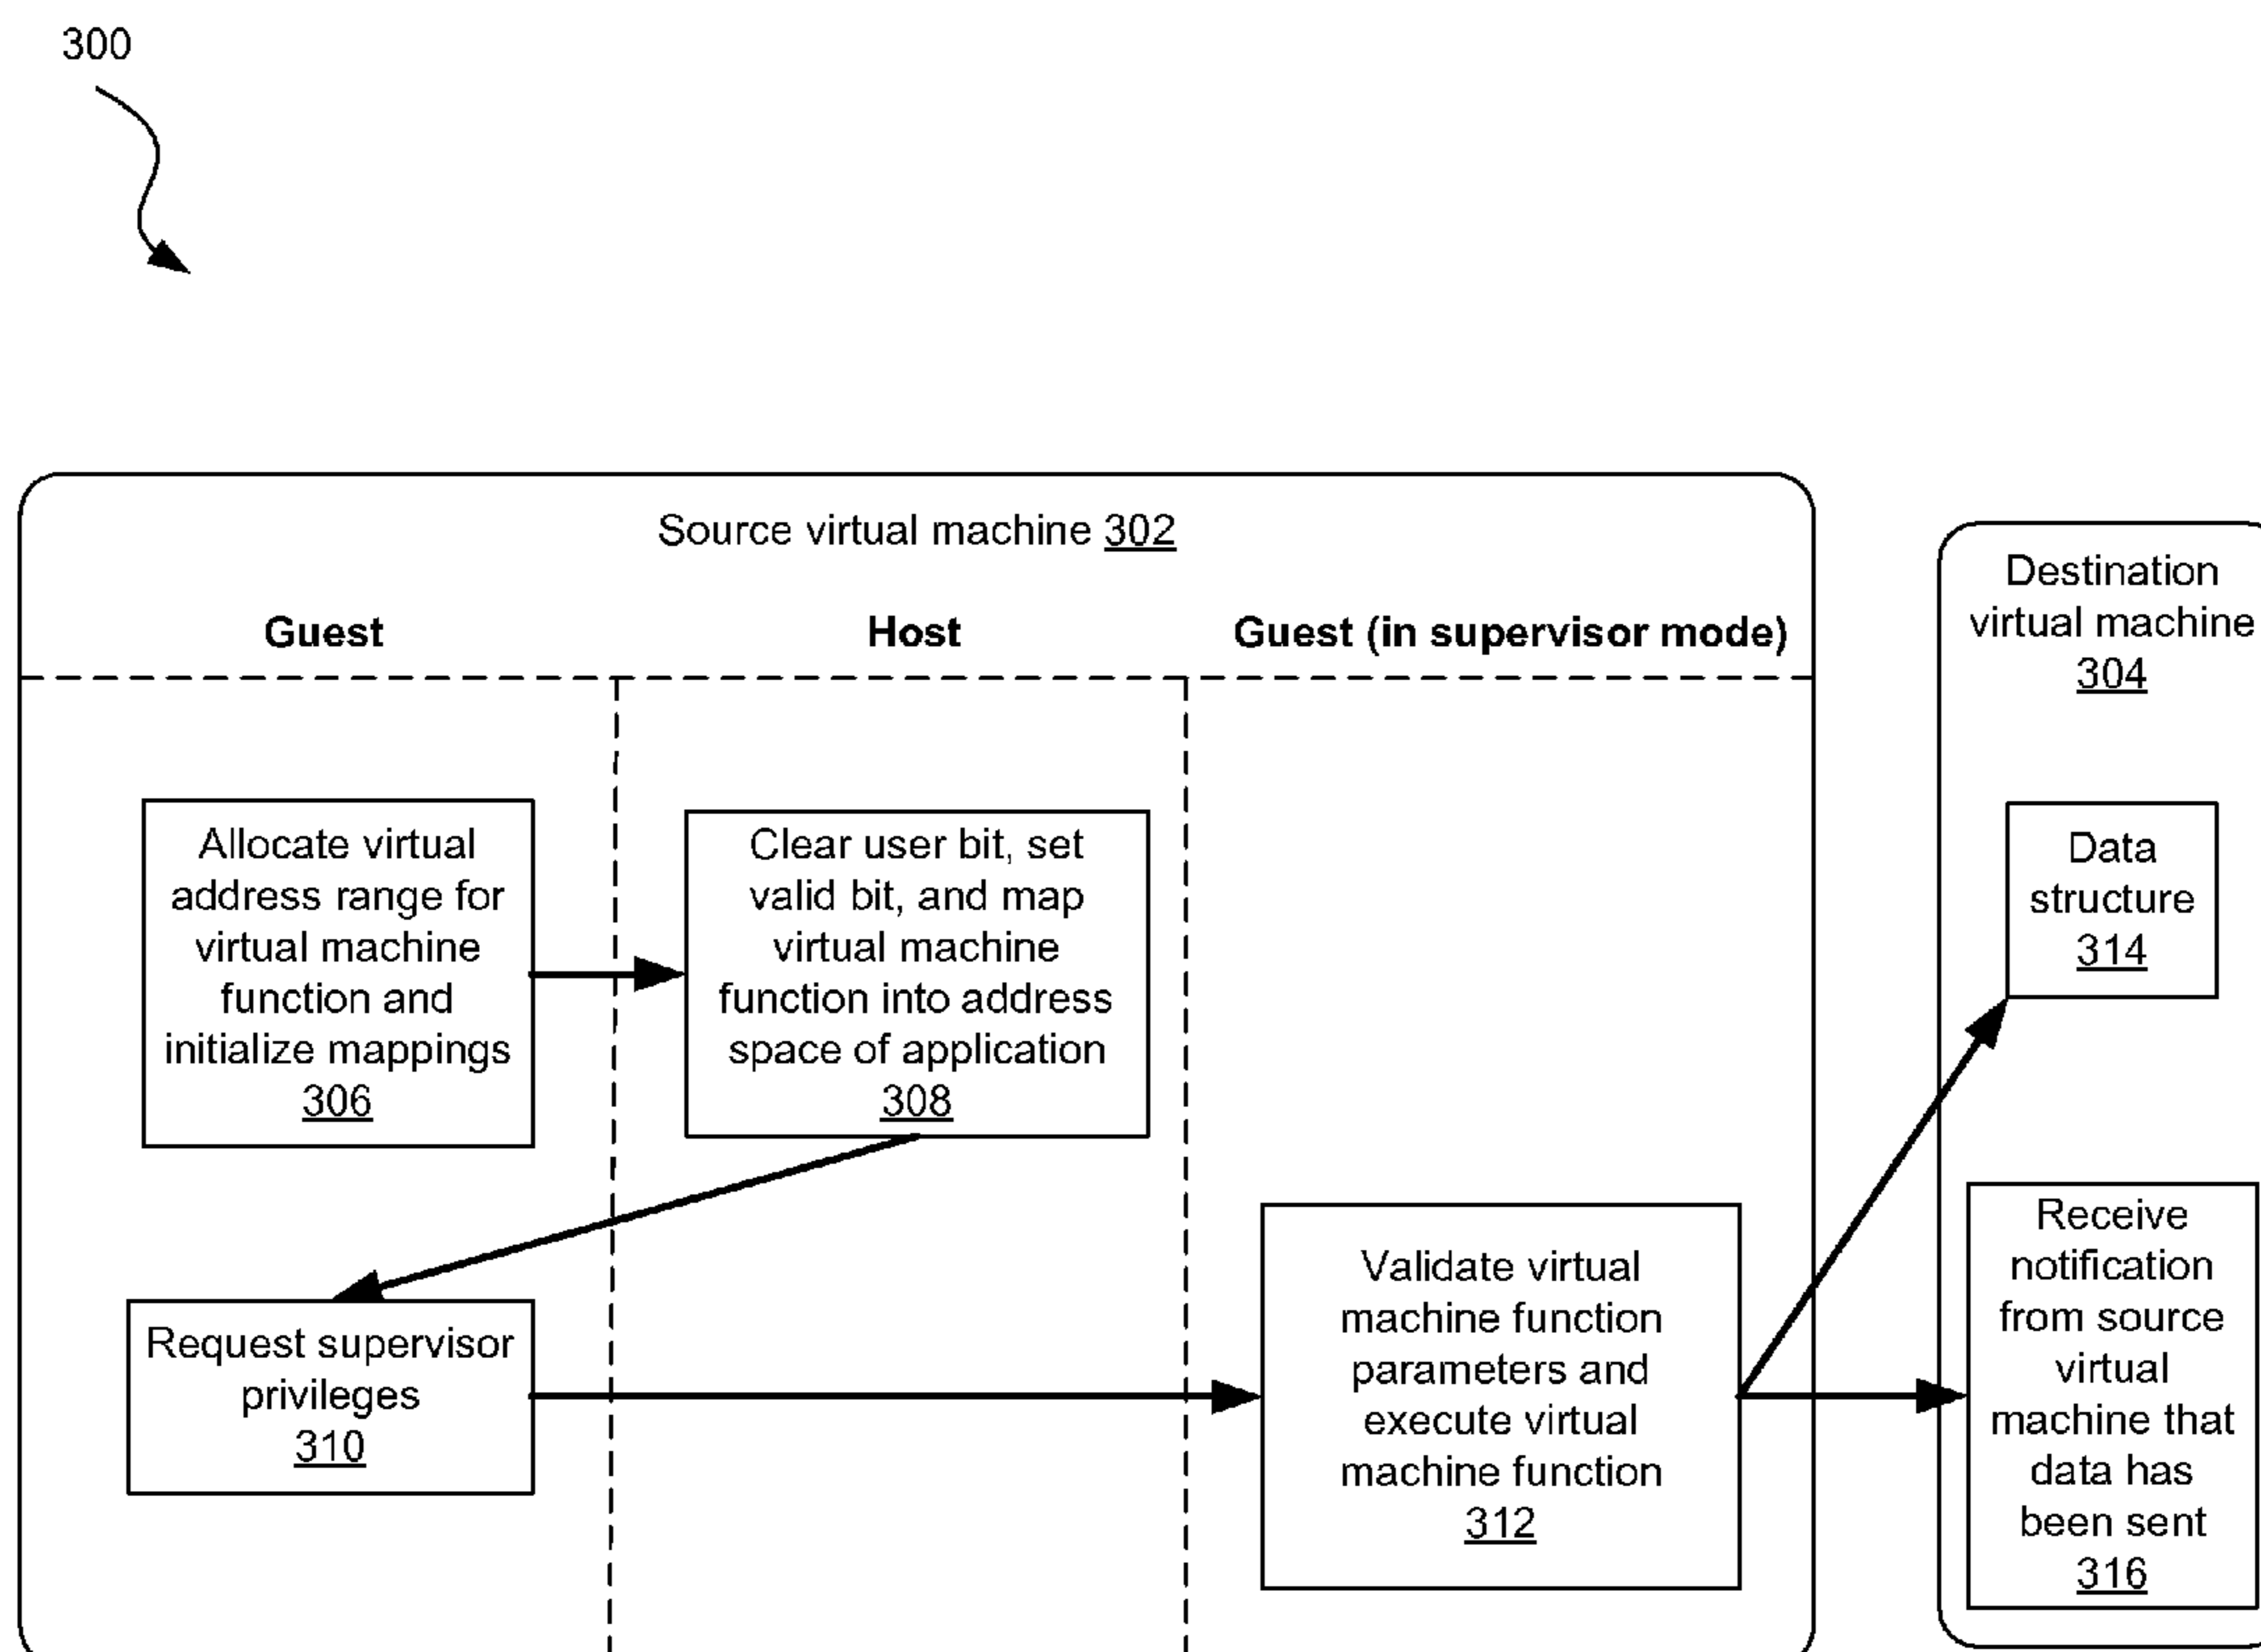 300
Source virtual machine 302
Guest
Host
Guest (in supervisor mode)
Allocate virtual
address range for
virtual machine
function and
initialize mappings
306
Clear user bit, set
valid bit, and map
virtual machine
function into address
space of application
308
Request supervisor
privileges
310
Validate virtual
machine function
parameters and
execute virtual
machine function
312
Destination
virtual machine
304
Data
structure
314
Receive
notification
from source
virtual
machine that
data has
been sent
316